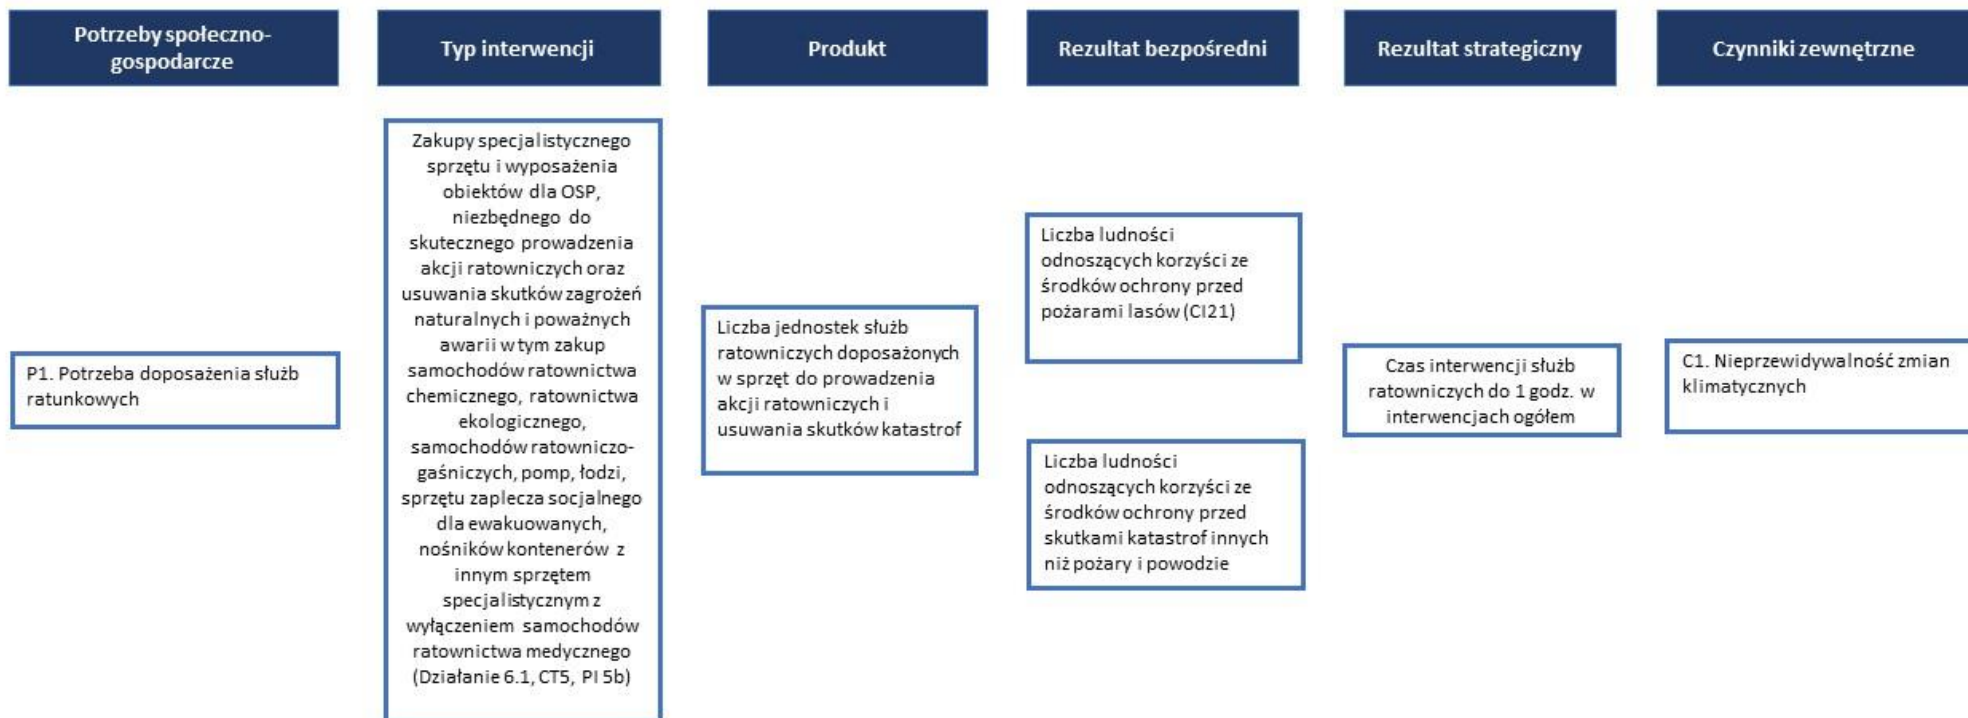 Potrzeby społeczno-
gospodarcze
Typ interwencji
Produkt
Rezultat bezpośredni
Rezultat strategiczny
Czynniki zewnętrzne
P1. Potrzeba doposażenia służb
ratunkowych
Zakupy specjalistycznego
sprzętu i wyposażenia
obiektów dla OSP,
niezbędnego do
skutecznego prowadzenia
akcji ratowniczych oraz
usuwania skutków zagrożeń
naturalnych i poważnych
awarii w tym zakup
samochodów ratownictwa
chemicznego, ratownictwa
ekologicznego,
samochodów ratowniczo-
gaśniczych, pomp, łodzi,
sprzętu zaplecza socjalnego
dla ewakuowanych,
nośników kontenerów z
innym sprzętem
specjalistycznym z
wyłączeniem samochodów
ratownictwa medycznego
(Działanie 6.1, CT5, PI 5b)
Liczba jednostek służb
ratowniczych doposażonych
w sprzęt do prowadzenia
akcji ratowniczych i
usuwania skutków katastrof
Liczba ludności
odnoszących korzyści ze
środków ochrony przed
pożarami lasów (CI21)
Liczba ludności
odnoszących korzyści ze
środków ochrony przed
skutkami katastrof innych
niż pożary i powodzie
Czas interwencji służb
ratowniczych do 1 godz. w
interwencjach ogółem
C1. Nieprzewidywalność zmian
klimatycznych